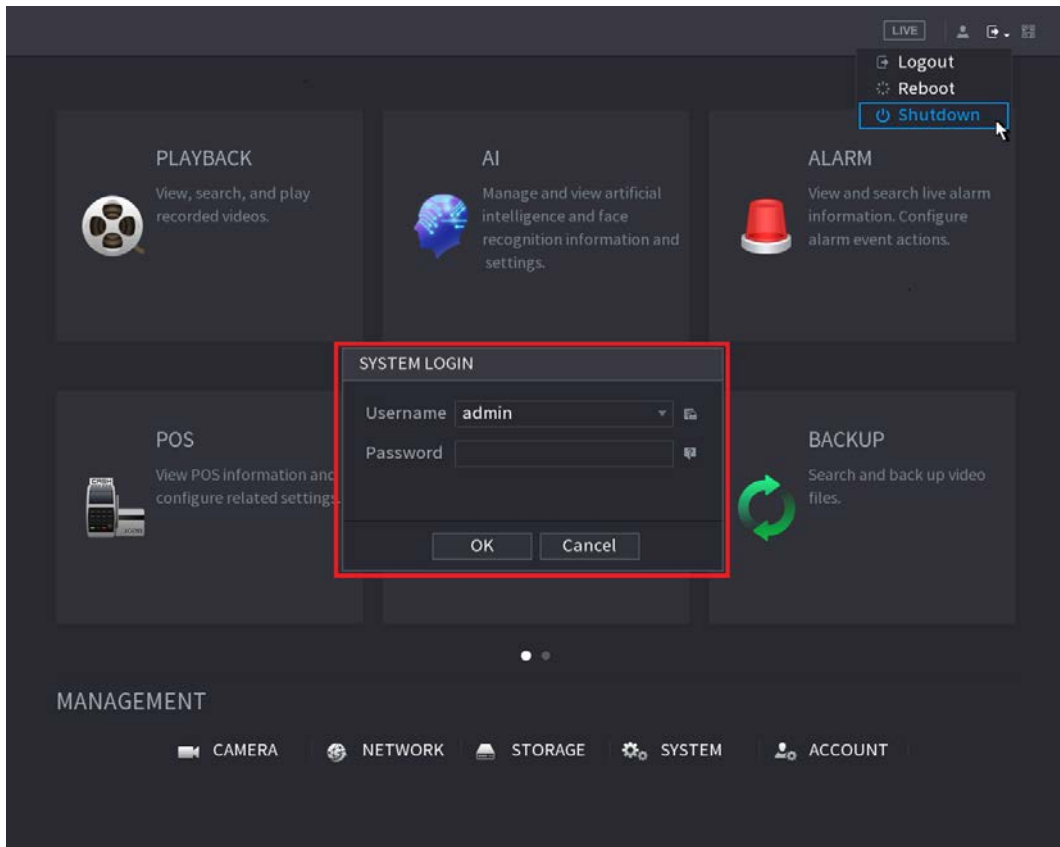 LIVE
Logout
Reboot
Shutdown
PLAYBACK
View, search, and play
recorded videos.
AI
Manage and view artificial
intelligence and face
recognition information and
settings.
ALARM
View and search live alarm
information. Configure
alarm event actions.
SYSTEM LOGIN
Username admin
Password
OK Cancel
POS
View POS information and
configure related settings.
BACKUP
Search and back up video
files.
MANAGEMENT
CAMERA NETWORK STORAGE SYSTEM ACCOUNT